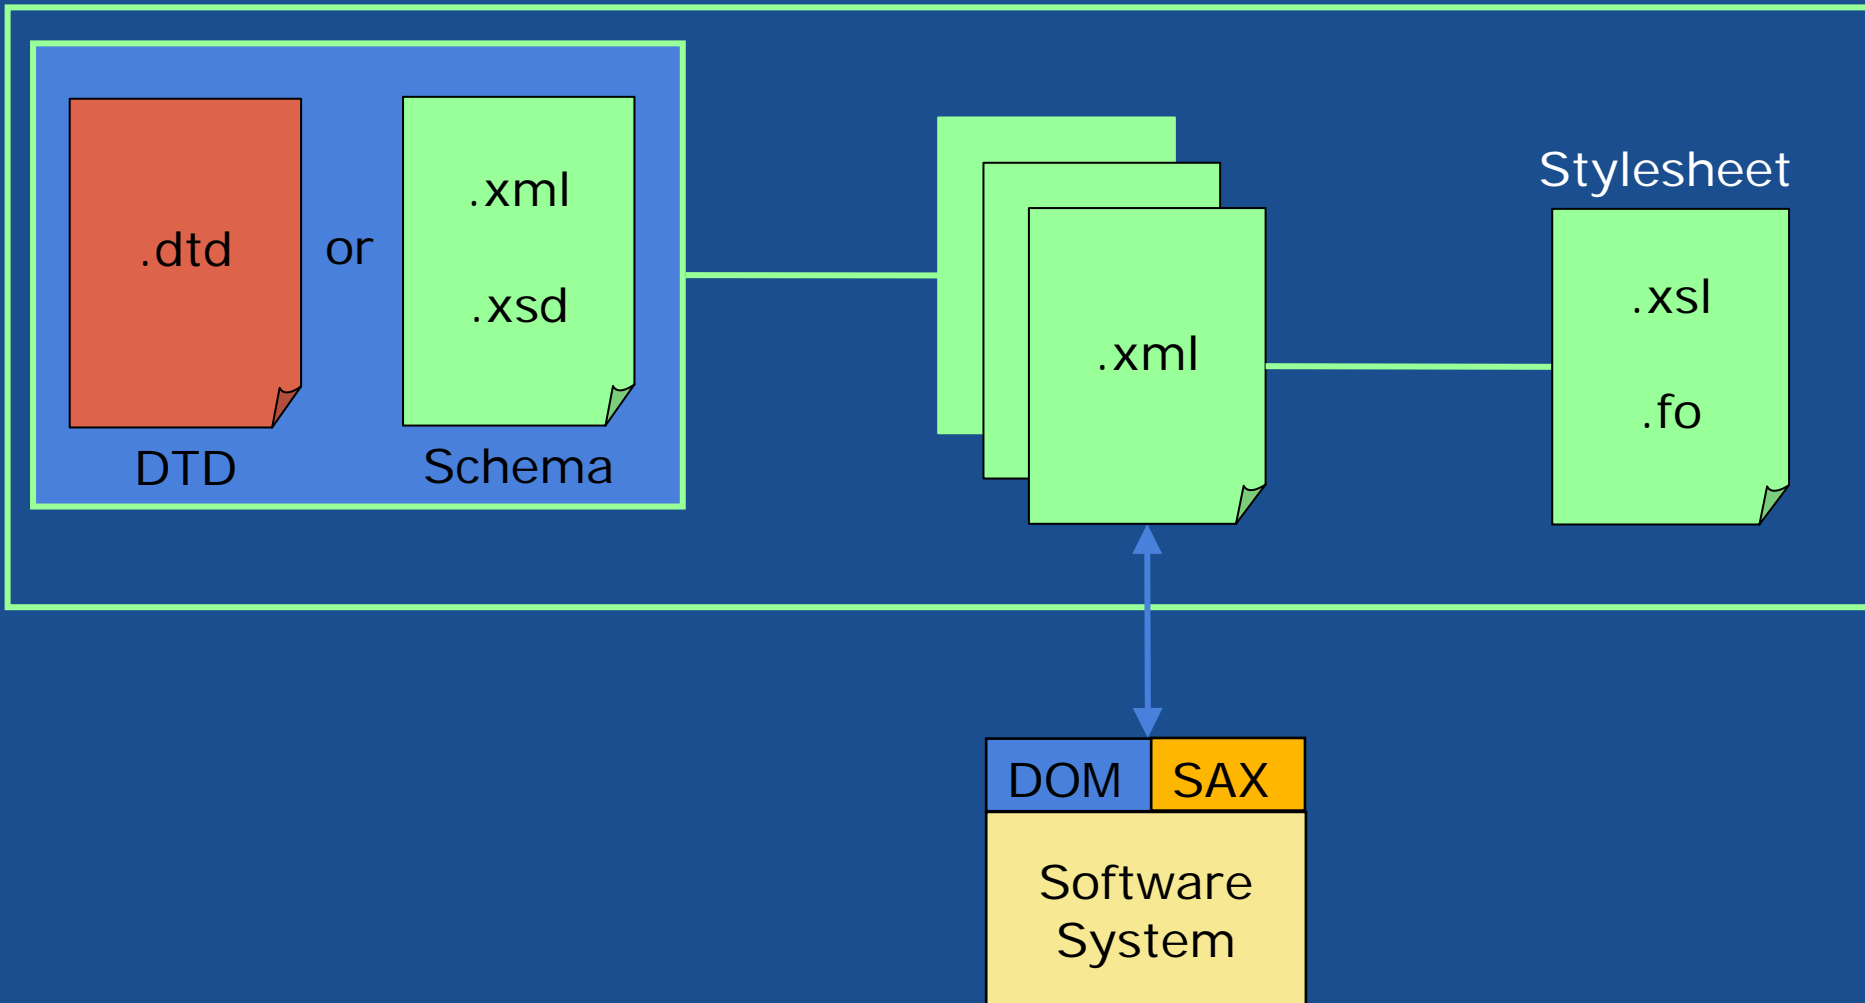 .dtd
DTD
or
.xml
.xsd
Schema
.xml
Stylesheet
.xsl
.fo
DOM
SAX
Software
System